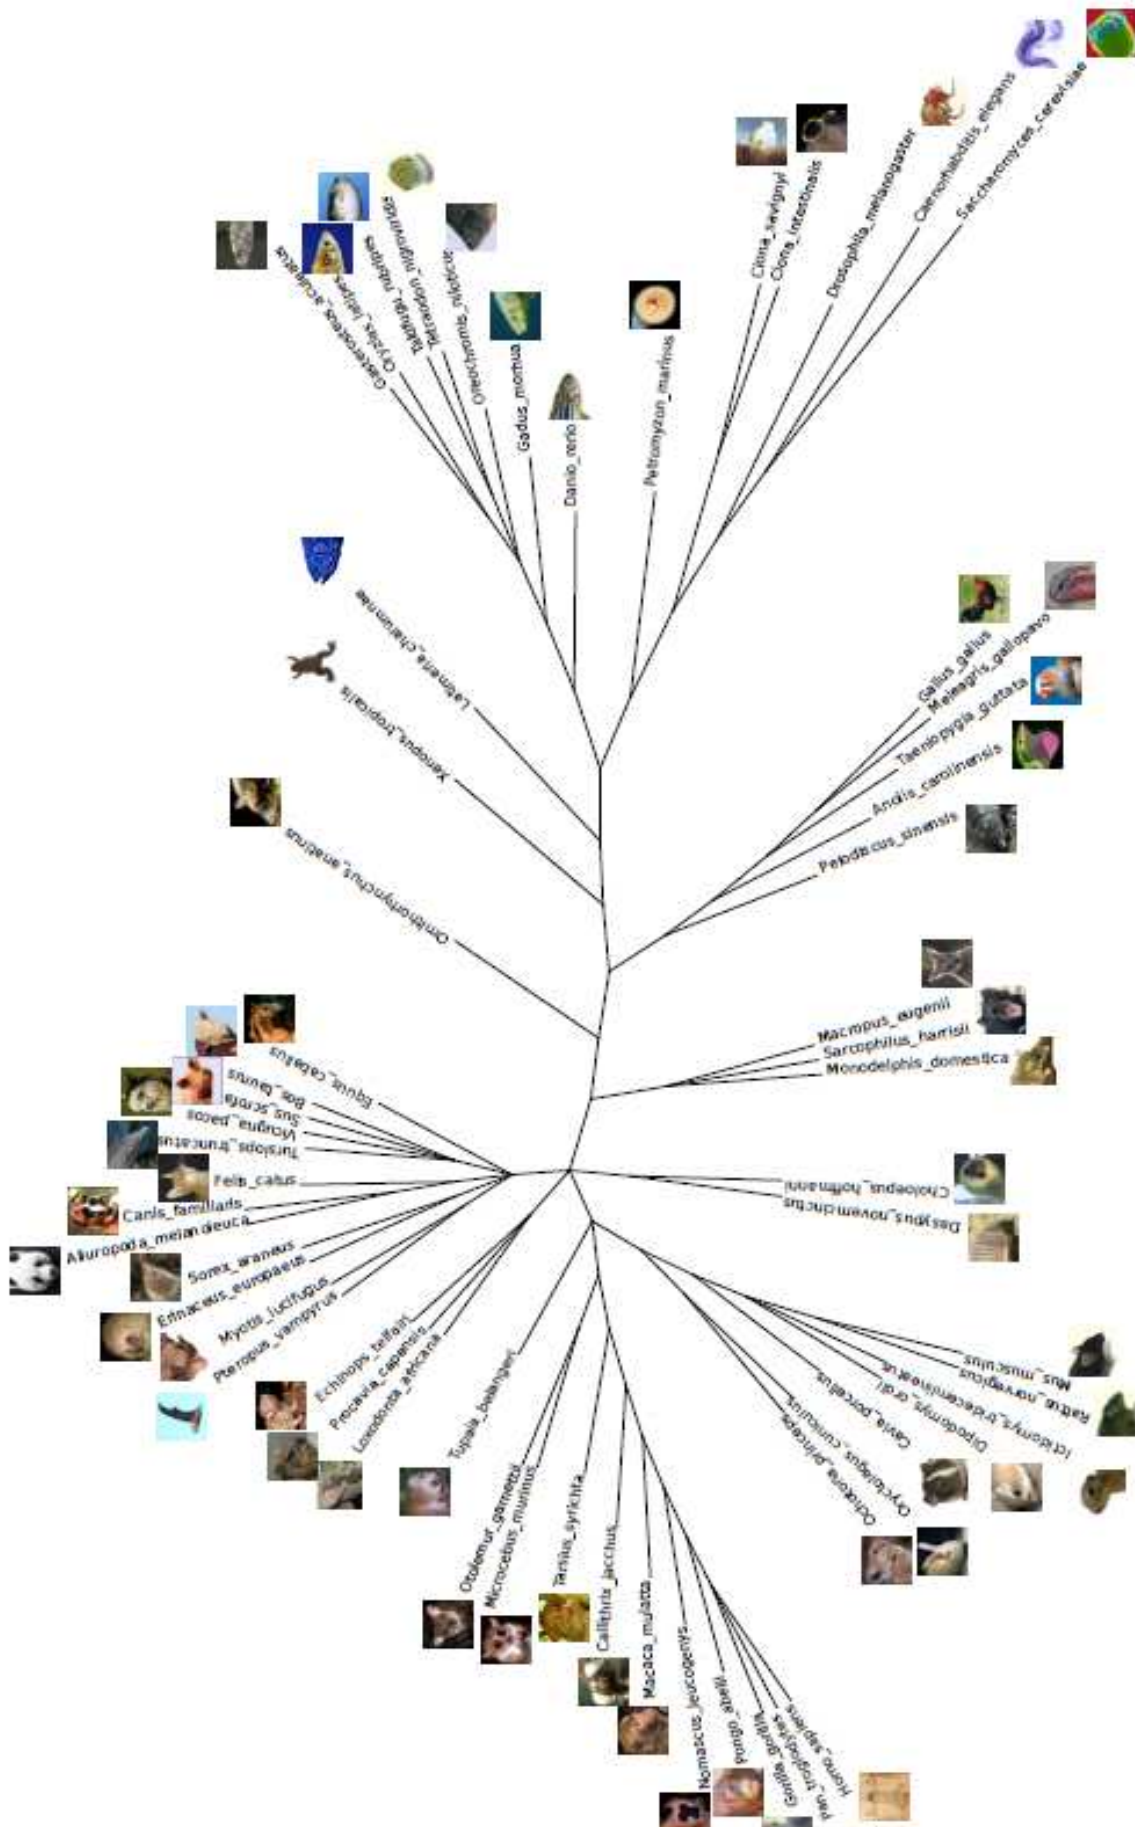 Saccharomyces_cerevisiae
Caenorhabditis_elegans
Drosophila_melanogaster
Ciona_intestinalis
Ciona_savignyi
Petromyzon_marinus
Danio_rerio
Gadus_morhua
Oreochromis_niloticus
Tetraodon_nigroviridis
Takifugu_rubripes
Oryzias_latipes
Gasterosteus_aculeatus
Latimeria_chalumnae
Xenopus_tropicalis
Gallus_gallus
Meleagris_gallopavo
Taeniopygia_guttata
Anolis_carolinensis
Pelodiscus_sinensis
Ornithorhynchus_anatinus
Macropus_eugenii
Sarcophilus_harrisii
Monodelphis_domestica
Choloepus_hoffmanni
Dasypus_novemcinctus
Equus_caballus
Bos_taurus
Sus_scrofa
Vicugna_pacos
Tursiops_truncatus
Felis_catus
Canis_familiaris
Ailuropoda_melanoleuca
Sorex_araneus
Erinaceus_europaeus
Myotis_lucifugus
Pteropus_vampyrus
Echinops_telfairi
Procavia_capensis
Loxodonta_africana
Tupaia_belangeri
Mus_musculus
Rattus_norvegicus
Ictidomys_tridecemlineatus
Dipodomys_ordii
Cavia_porcellus
Oryctolagus_cuniculus
Ochotona_princeps
Otolemur_garnettii
Microcebus_murinus
Tarsius_syrichta
Callithrix_jacchus
Macaca_mulatta
Nomascus_leucogenys
Pongo_abelii
Gorilla_gorilla
Pan_troglodytes
Homo_sapiens